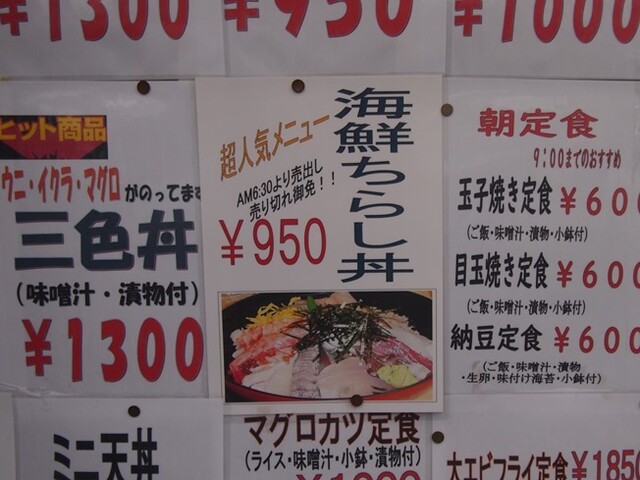 ¥1300
¥950
1000
ヒット商品
ウニ・イクラ・マグロ がのってます
三色丼
(味噌汁・漬物付)
¥1300
海鮮ちらし丼
超人気メニュー
AM6:30より売出し
売り切れ御免!!
¥950
朝定食
9:00までのおすすめ
玉子焼き定食 ¥600
(ご飯・味噌汁・漬物・小鉢付)
目玉焼き定食 ¥600
(ご飯・味噌汁・漬物・小鉢付)
納豆定食 ¥600
(ご飯・味噌汁・漬物
・生卵・味付け海苔・小鉢付)
ミニ天丼
マグロカツ定食
(ライス・味噌汁・小鉢・漬物付)
大エビフライ定食 ¥1850